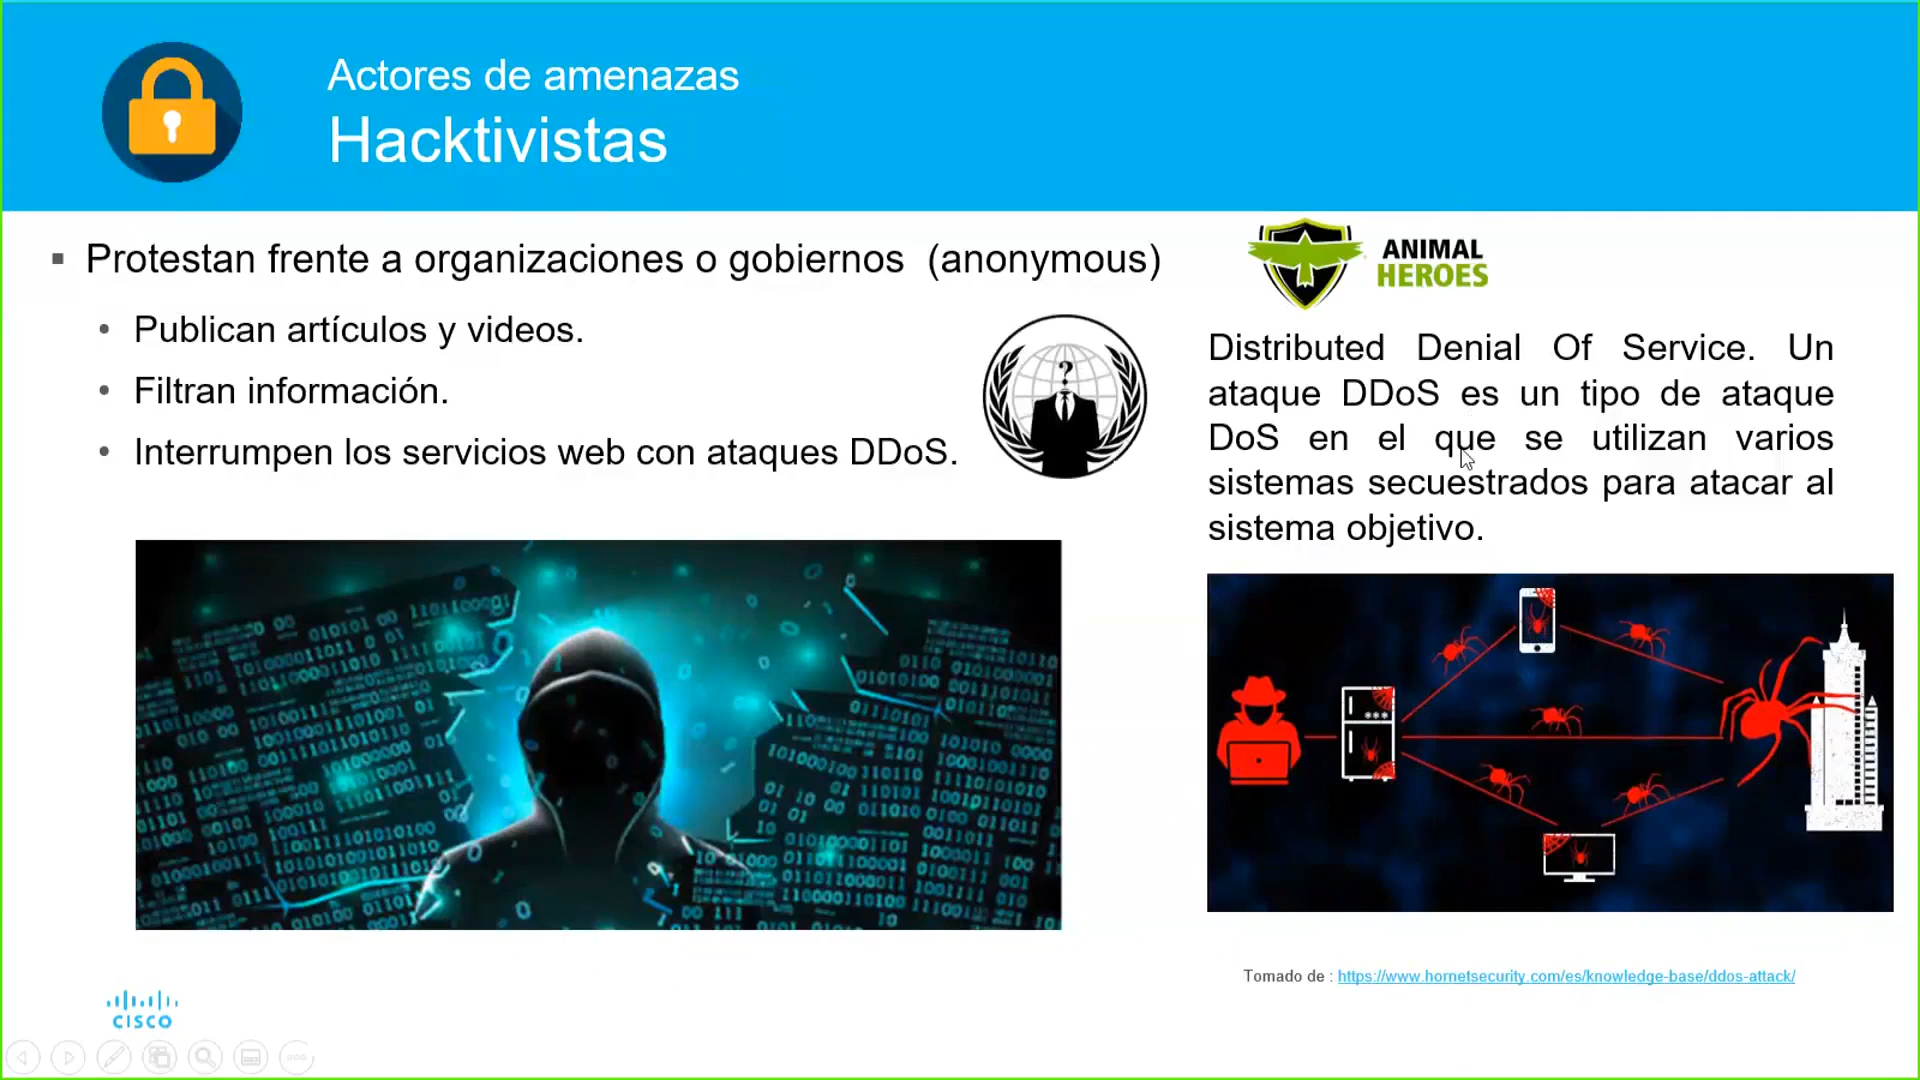 Actores de amenazas
Hacktivistas
Protestan frente a organizaciones o gobiernos (anonymous)
Publican artículos y videos.
Filtran información.
Interrumpen los servicios web con ataques DDoS.
?
ANIMAL
HEROES
Distributed Denial Of Service. Un
ataque DDoS es un tipo de ataque
DoS en el que se utilizan varios
sistemas secuestrados para atacar al
sistema objetivo.
Tomado de : https://www.hornetsecurity.com/es/knowledge-base/ddos-attack/
CISCO